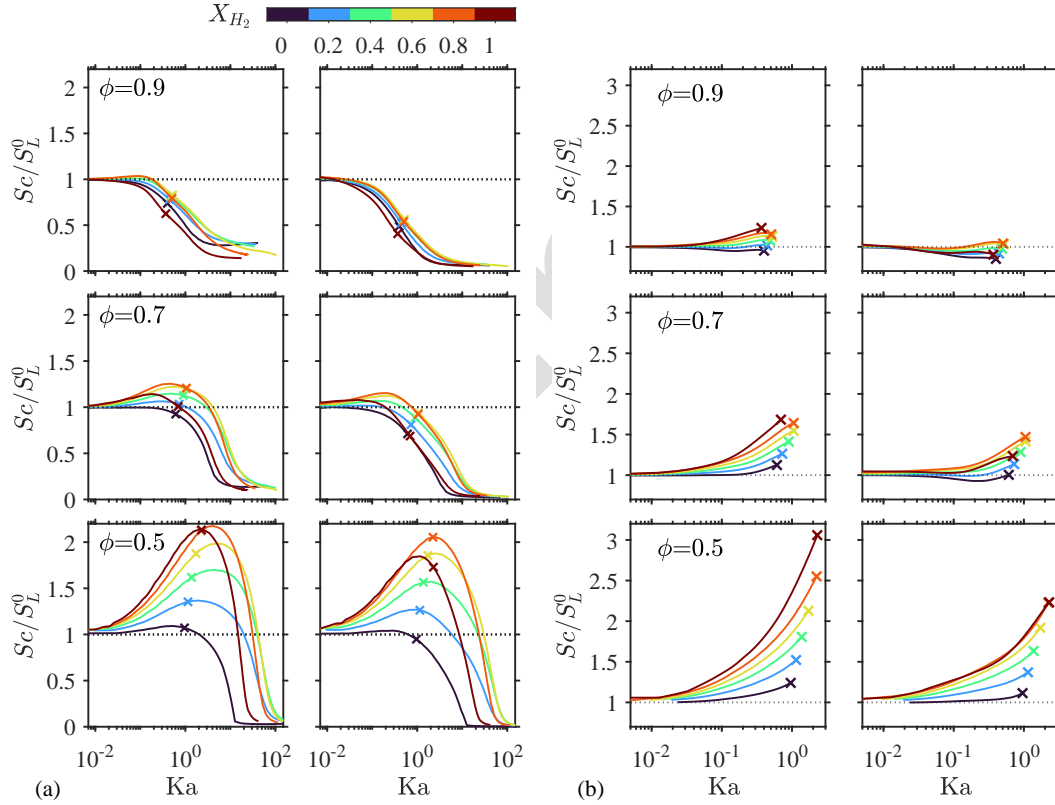 X_{H_2}
0 0.2 0.4 0.6 0.8 1
ϕ=0.9
Sc/S_L^0
2
1.5
1
0.5
0
ϕ=0.7
Sc/S_L^0
2
1.5
1
0.5
0
ϕ=0.5
Sc/S_L^0
2
1.5
1
0.5
0
10^{-2} 10^0 10^2
10^{-2} 10^0 10^2
Ka Ka
(a)
ϕ=0.9
Sc/S_L^0
3
2.5
2
1.5
1
ϕ=0.7
Sc/S_L^0
3
2.5
2
1.5
1
ϕ=0.5
Sc/S_L^0
3
2.5
2
1.5
1
10^{-2} 10^{-1} 10^0
10^{-2} 10^{-1} 10^0
Ka Ka
(b)